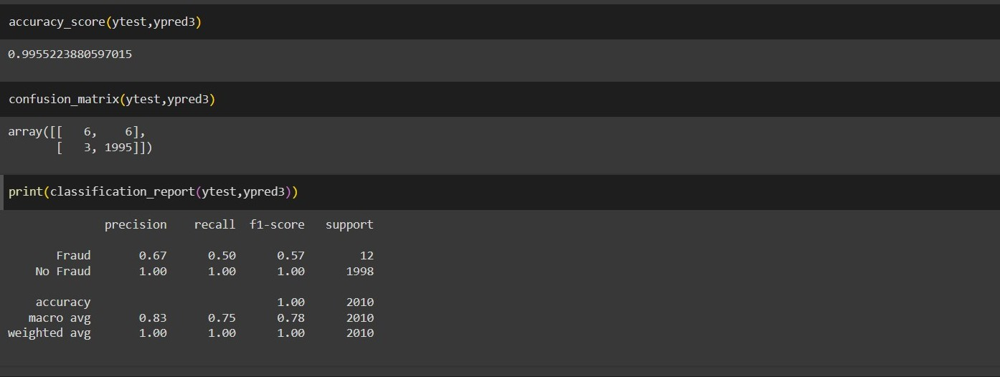 accuracy_score(ytest,ypred3)
0.9955223880597015
confusion_matrix(ytest,ypred3)
array([[   6,    6],
       [   3, 1995]])
print(classification_report(ytest,ypred3))
              precision    recall  f1-score   support
       Fraud       0.67      0.50      0.57        12
    No Fraud       1.00      1.00      1.00      1998
    accuracy                           1.00      2010
   macro avg       0.83      0.75      0.78      2010
weighted avg       1.00      1.00      1.00      2010